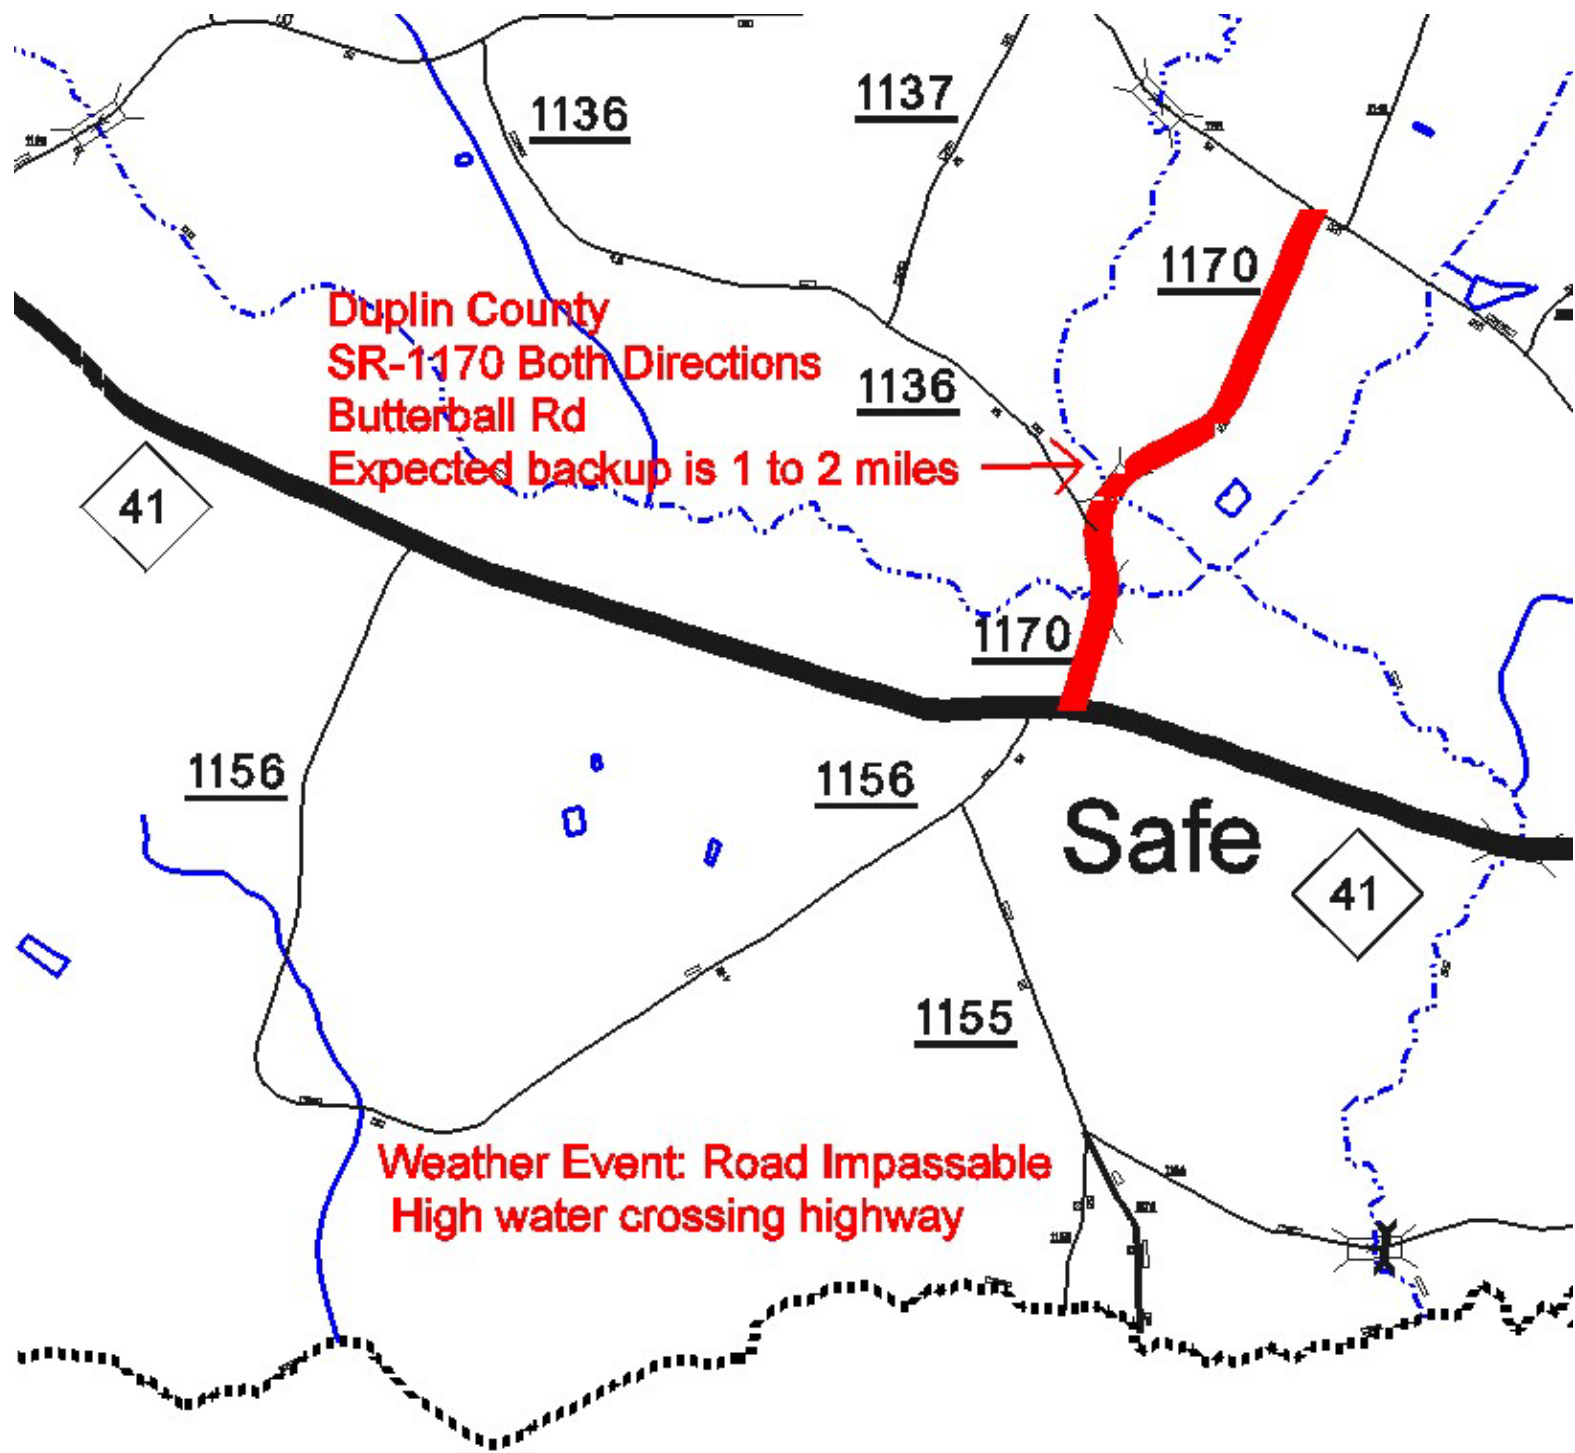 1136
1137
1170
Duplin County
SR-1170 Both Directions
Butterball Rd
Expected backup is 1 to 2 miles
1136
41
1170
1156
1156
Safe
41
1155
Weather Event: Road Impassable
High water crossing highway